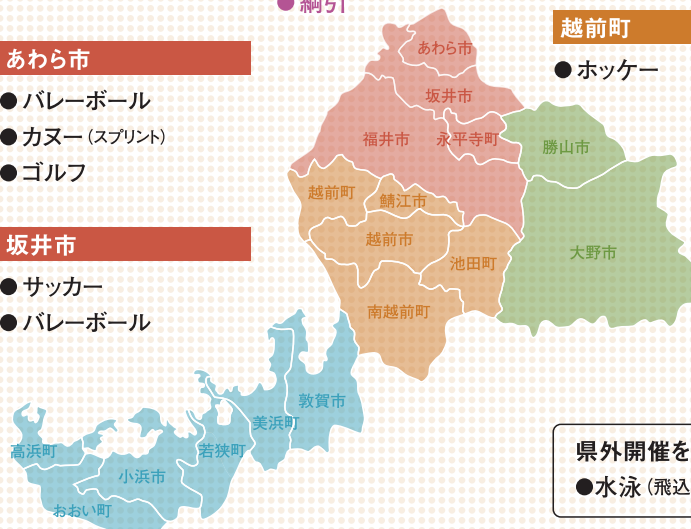 綱引
あわら市
●バレーボール
●カヌー（スプリント）
●ゴルフ
坂井市
●サッカー
●バレーボール
越前町
●ホッケー
あわら市
坂井市
福井市
永平寺町
勝山市
越前町
鯖江市
越前市
池田町
大野市
南越前町
敦賀市
美浜町
若狭町
高浜町
小浜市
おおい町
県外開催を
●水泳（飛込